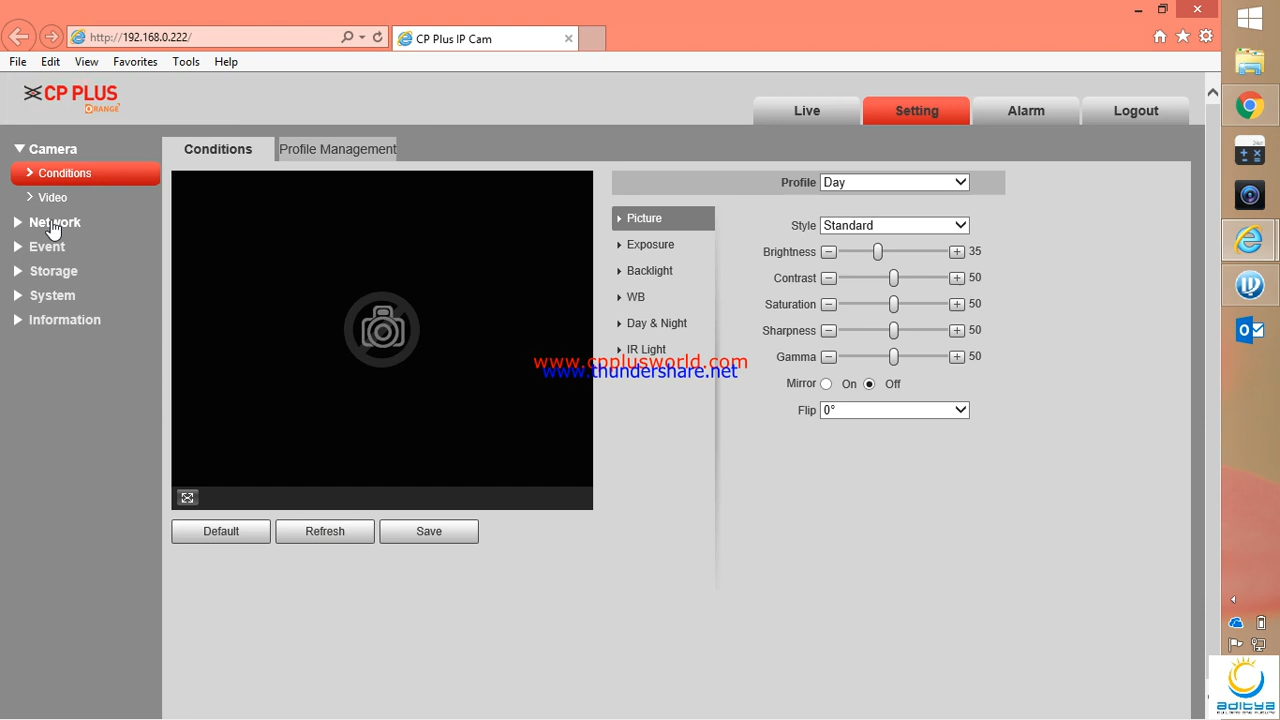 http://192.168.0.222/
CP Plus IP Cam
File Edit View Favorites Tools Help
CP PLUS
ORANGE
Live Setting Alarm Logout
Camera
Conditions
Video
Network
Event
Storage
System
Information
Conditions Profile Management
Default Refresh Save
Picture
Exposure
Backlight
WB
Day & Night
IR Light
www.cpplusworld.com
www.thundershare.net
Profile Day
Style Standard
Brightness 35
Contrast 50
Saturation 50
Sharpness 50
Gamma 50
Mirror On Off
Flip 0°
aditya